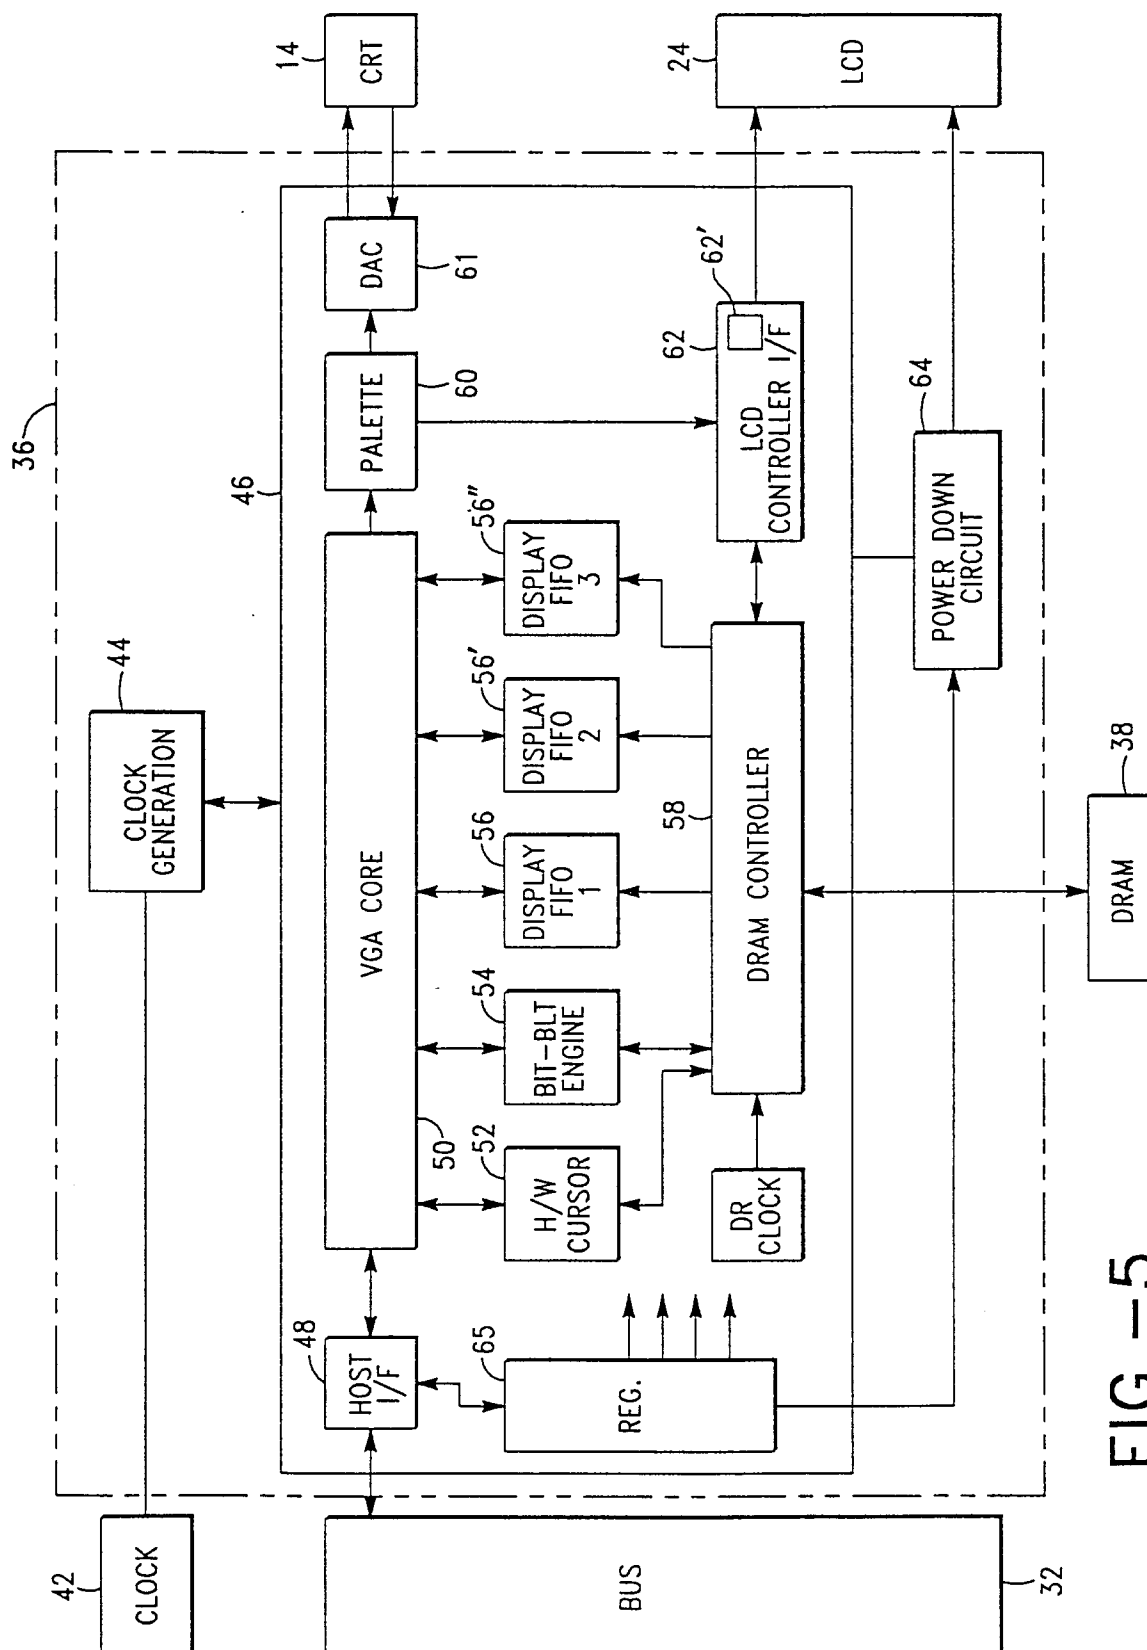 36
42
CLOCK
44
CLOCK
GENERATION
46
14
CRT
48
HOST
I/F
VGA CORE
50
PALETTE
60
DAC
61
BUS
32
65
REG.
52
H/W
CURSOR
54
BIT-BLT
ENGINE
56
DISPLAY
FIFO
1
56'
DISPLAY
FIFO
2
56"
DISPLAY
FIFO
3
DR
CLOCK
58
DRAM CONTROLLER
62
62'
LCD
CONTROLLER I/F
24
LCD
64
POWER DOWN
CIRCUIT
38
DRAM
FIG -5